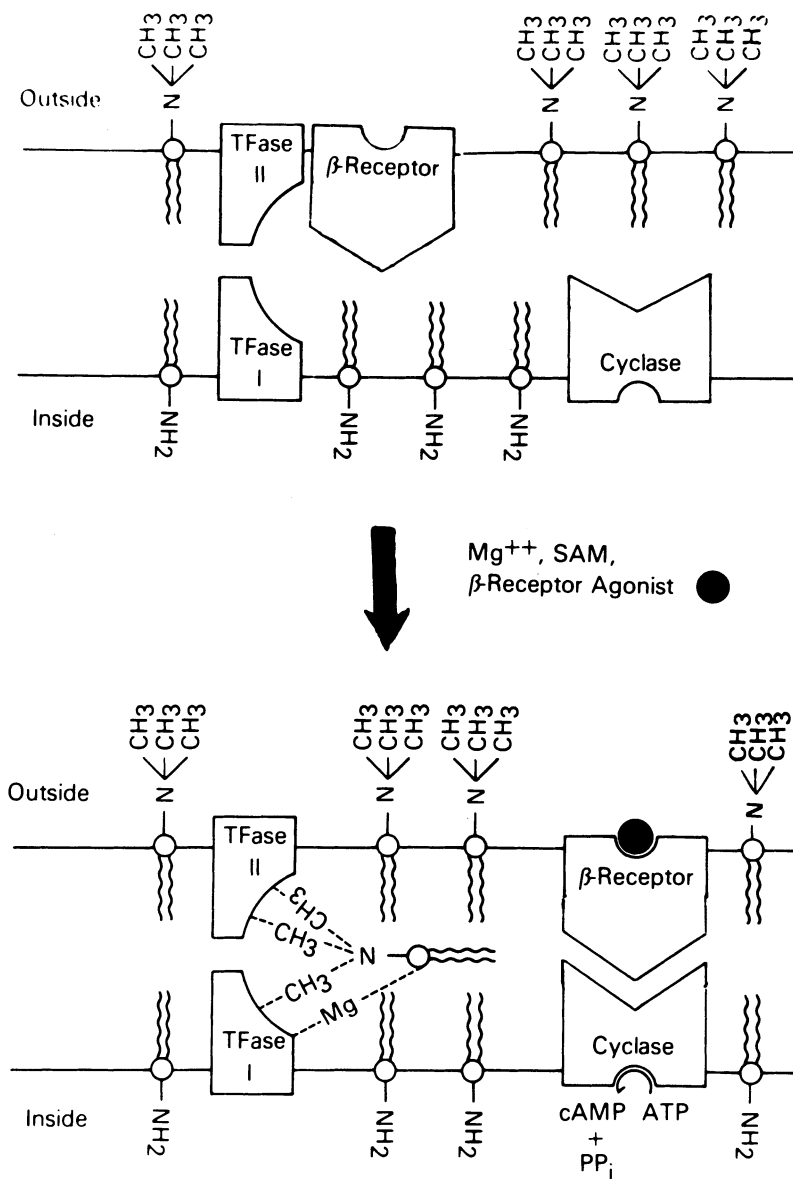 CH3 CH3 CH3 CH3 CH3 CH3 CH3 CH3 CH3 CH3 CH3 CH3
N N N N
Outside
TFase II
β-Receptor
TFase I
Cyclase
Inside
NH2 NH2 NH2 NH2
Mg++, SAM,
β-Receptor Agonist
CH3 CH3 CH3 CH3 CH3 CH3 CH3 CH3 CH3 CH3 CH3 CH3
N N N N
Outside
TFase II
β-Receptor
CH3
CH3
N
CH3
Mg
TFase I
Cyclase
Inside
NH2 NH2 NH2 NH2
cAMP ATP
+
PPi